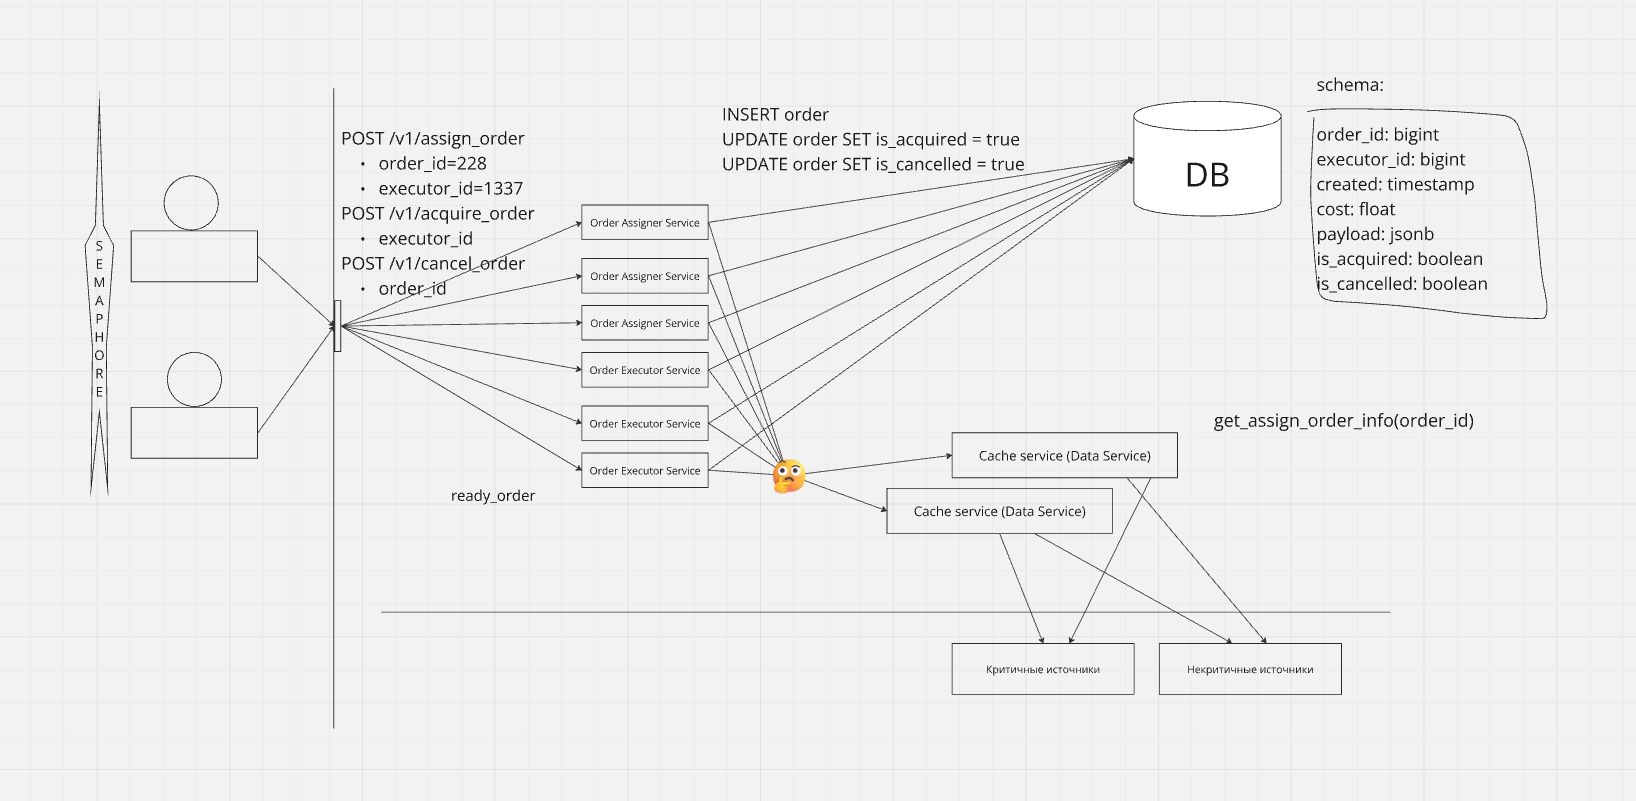 SEMAPHORE
POST /v1/assign_order
• order_id=228
• executor_id=1337
POST /v1/acquire_order
• executor_id
POST /v1/cancel_order
• order_id
ready_order
INSERT order
UPDATE order SET is_acquired = true
UPDATE order SET is_cancelled = true
Order Assigner Service
Order Assigner Service
Order Assigner Service
Order Executor Service
Order Executor Service
Order Executor Service
DB
schema:
order_id: bigint
executor_id: bigint
created: timestamp
cost: float
payload: jsonb
is_acquired: boolean
is_cancelled: boolean
get_assign_order_info(order_id)
Cache service (Data Service)
Cache service (Data Service)
Критичные источники
Некритичные источники